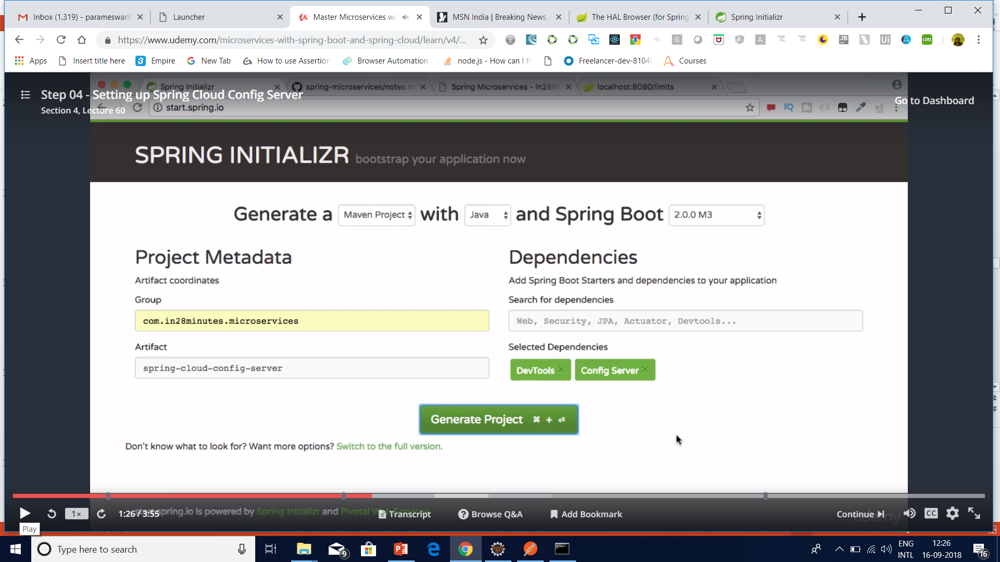 Inbox (1,319) - parameswarib
Launcher
Master Microservices wi
MSN India | Breaking News,
The HAL Browser (for Spring
Spring Initializr
https://www.udemy.com/microservices-with-spring-boot-and-spring-cloud/learn/v4/...
Apps
Insert title here
Empire
New Tab
How to use Assertion
Browser Automation
node.js - How can I fi
Freelancer-dev-81048
Courses
Spring Initializr
spring-microservices/notes.m
Spring Microservices - in28Mi
localhost:8080/limits
Step 04 - Setting up Spring Cloud Config Server
Go to Dashboard
Section 4, Lecture 60
start.spring.io
SPRING INITIALIZR bootstrap your application now
Generate a Maven Project with Java and Spring Boot 2.0.0 M3
Project Metadata
Artifact coordinates
Group
com.in28minutes.microservices
Artifact
spring-cloud-config-server
Dependencies
Add Spring Boot Starters and dependencies to your application
Search for dependencies
Web, Security, JPA, Actuator, Devtools...
Selected Dependencies
DevTools
Config Server
Generate Project ⌘ + ⏎
Don't know what to look for? Want more options? Switch to the full version.
start.spring.io is powered by Spring Initializr and Pivotal Web Services
1×
1:26 / 3:55
Transcript
Browse Q&A
Add Bookmark
Continue
CC
udemy
Play
Type here to search
9
ENG
INTL
12:26
16-09-2018
16